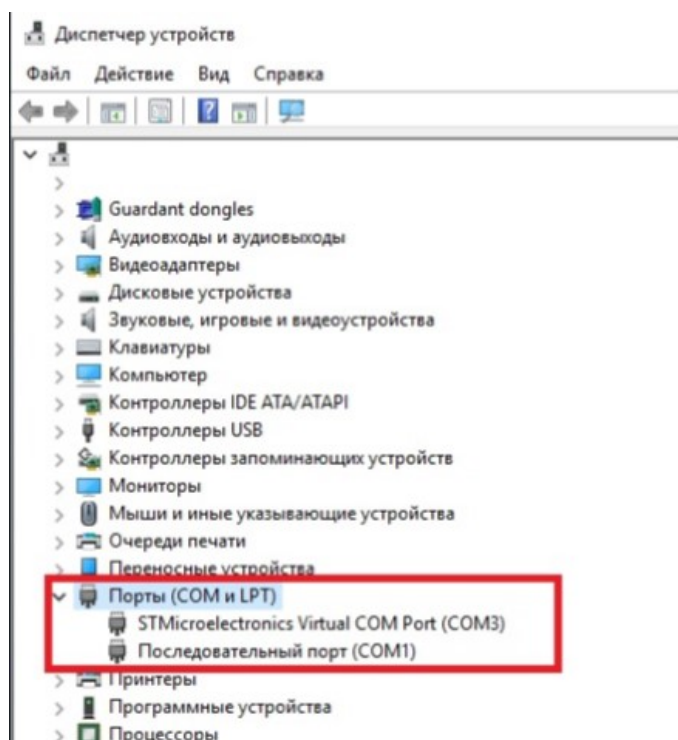 Диспетчер устройств
Файл Действие Вид Справка
Guardant dongles
Аудиовходы и аудиовыходы
Видеоадаптеры
Дисковые устройства
Звуковые, игровые и видеоустройства
Клавиатуры
Компьютер
Контроллеры IDE ATA/ATAPI
Контроллеры USB
Контроллеры запоминающих устройств
Мониторы
Мыши и иные указывающие устройства
Очереди печати
Переносные устройства
Порты (COM и LPT)
STMicroelectronics Virtual COM Port (COM3)
Последовательный порт (COM1)
Принтеры
Программные устройства
Процессоры